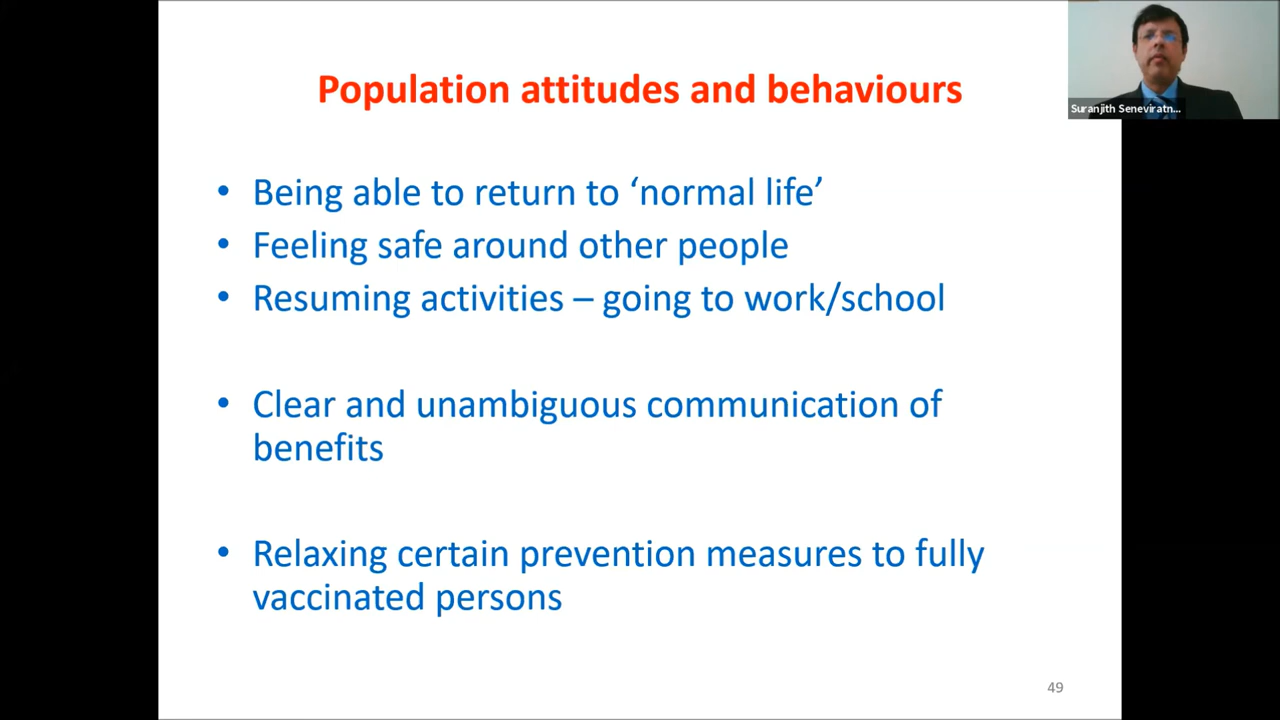 Population attitudes and behaviours
Suranjith Seneviratn...
• Being able to return to ‘normal life’
• Feeling safe around other people
• Resuming activities – going to work/school
• Clear and unambiguous communication of
benefits
• Relaxing certain prevention measures to fully
vaccinated persons
49